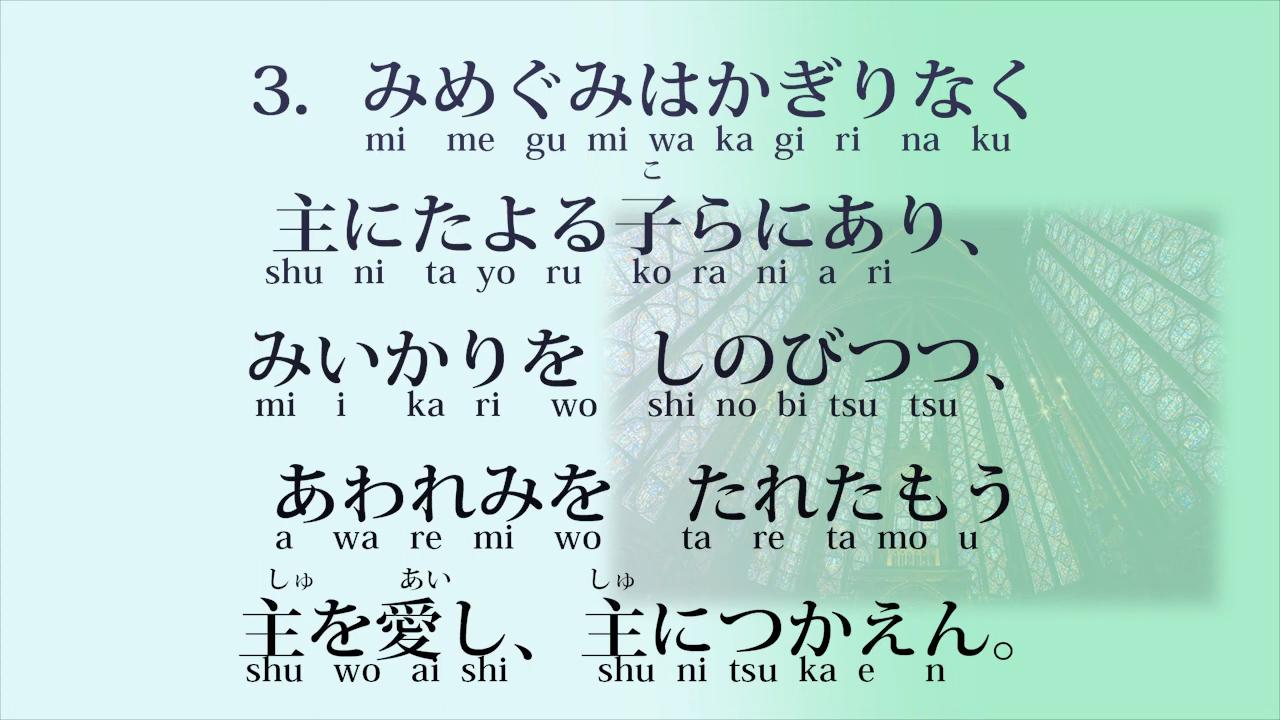 3. みめぐみはかぎりなく
mi me gu mi wa ka gi ri na ku
こ
主にたよる子らにあり、
shu ni ta yo ru ko ra ni a ri
みいかりを しのびつつ、
mi i ka ri wo shi no bi tsu tsu
あわれみを たれたもう
a wa re mi wo ta re ta mo u
しゅ あい しゅ
主を愛し、主につかえん。
shu wo ai shi shu ni tsu ka e n